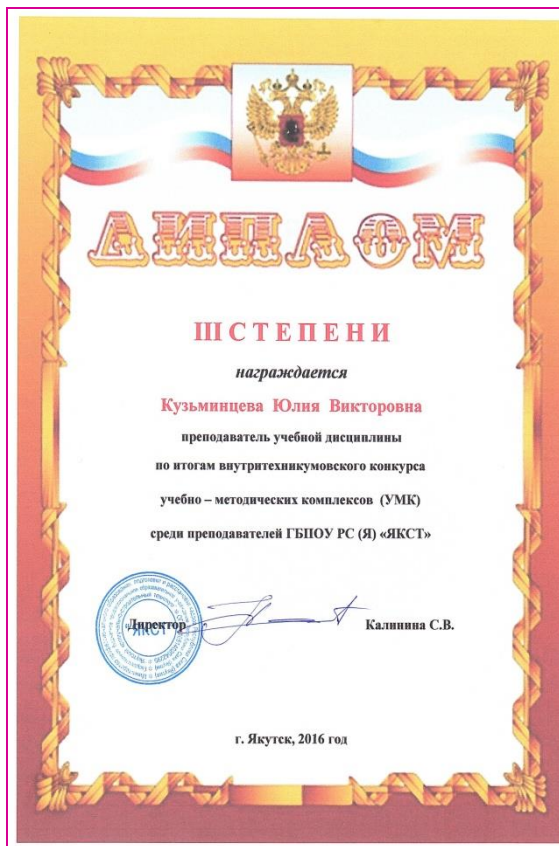 ДИПЛОМ
III СТЕПЕНИ
награждается
Кузьминцева Юлия Викторовна
преподаватель учебной дисциплины
по итогам внутритехникумовского конкурса
учебно – методических комплексов (УМК)
среди преподавателей ГБПОУ РС (Я) «ЯКСТ»
Директор Калинина С.В.
ЯКСТ
г. Якутск, 2016 год